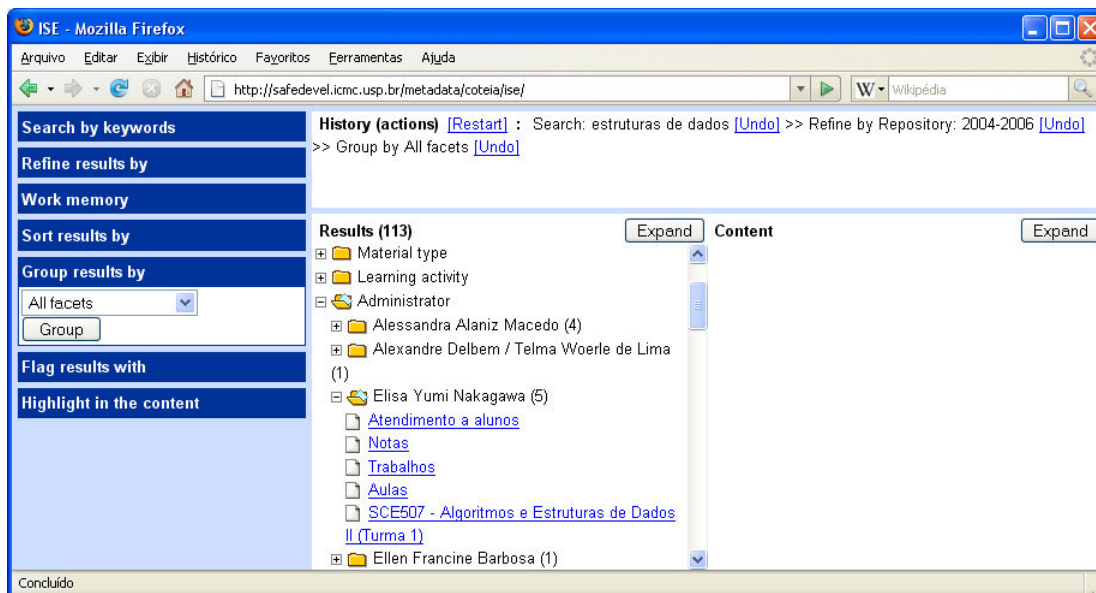 ISE - Mozilla Firefox
Arquivo Editar Exibir Histórico Favoritos Ferramentas Ajuda
http://safedevel.icmc.usp.br/metadata/coteia/ise/
W Wikipédia
Search by keywords
Refine results by
Work memory
Sort results by
Group results by
All facets
Group
Flag results with
Highlight in the content
History (actions) [Restart] : Search: estruturas de dados [Undo] >> Refine by Repository: 2004-2006 [Undo]
>> Group by All facets [Undo]
Results (113) Expand
Material type
Learning activity
Administrator
Alessandra Alaniz Macedo (4)
Alexandre Delbem / Telma Woerle de Lima
(1)
Elisa Yumi Nakagawa (5)
Atendimento a alunos
Notas
Trabalhos
Aulas
SCE507 - Algoritmos e Estruturas de Dados
II (Turma 1)
Ellen Francine Barbosa (1)
Content Expand
Concluído